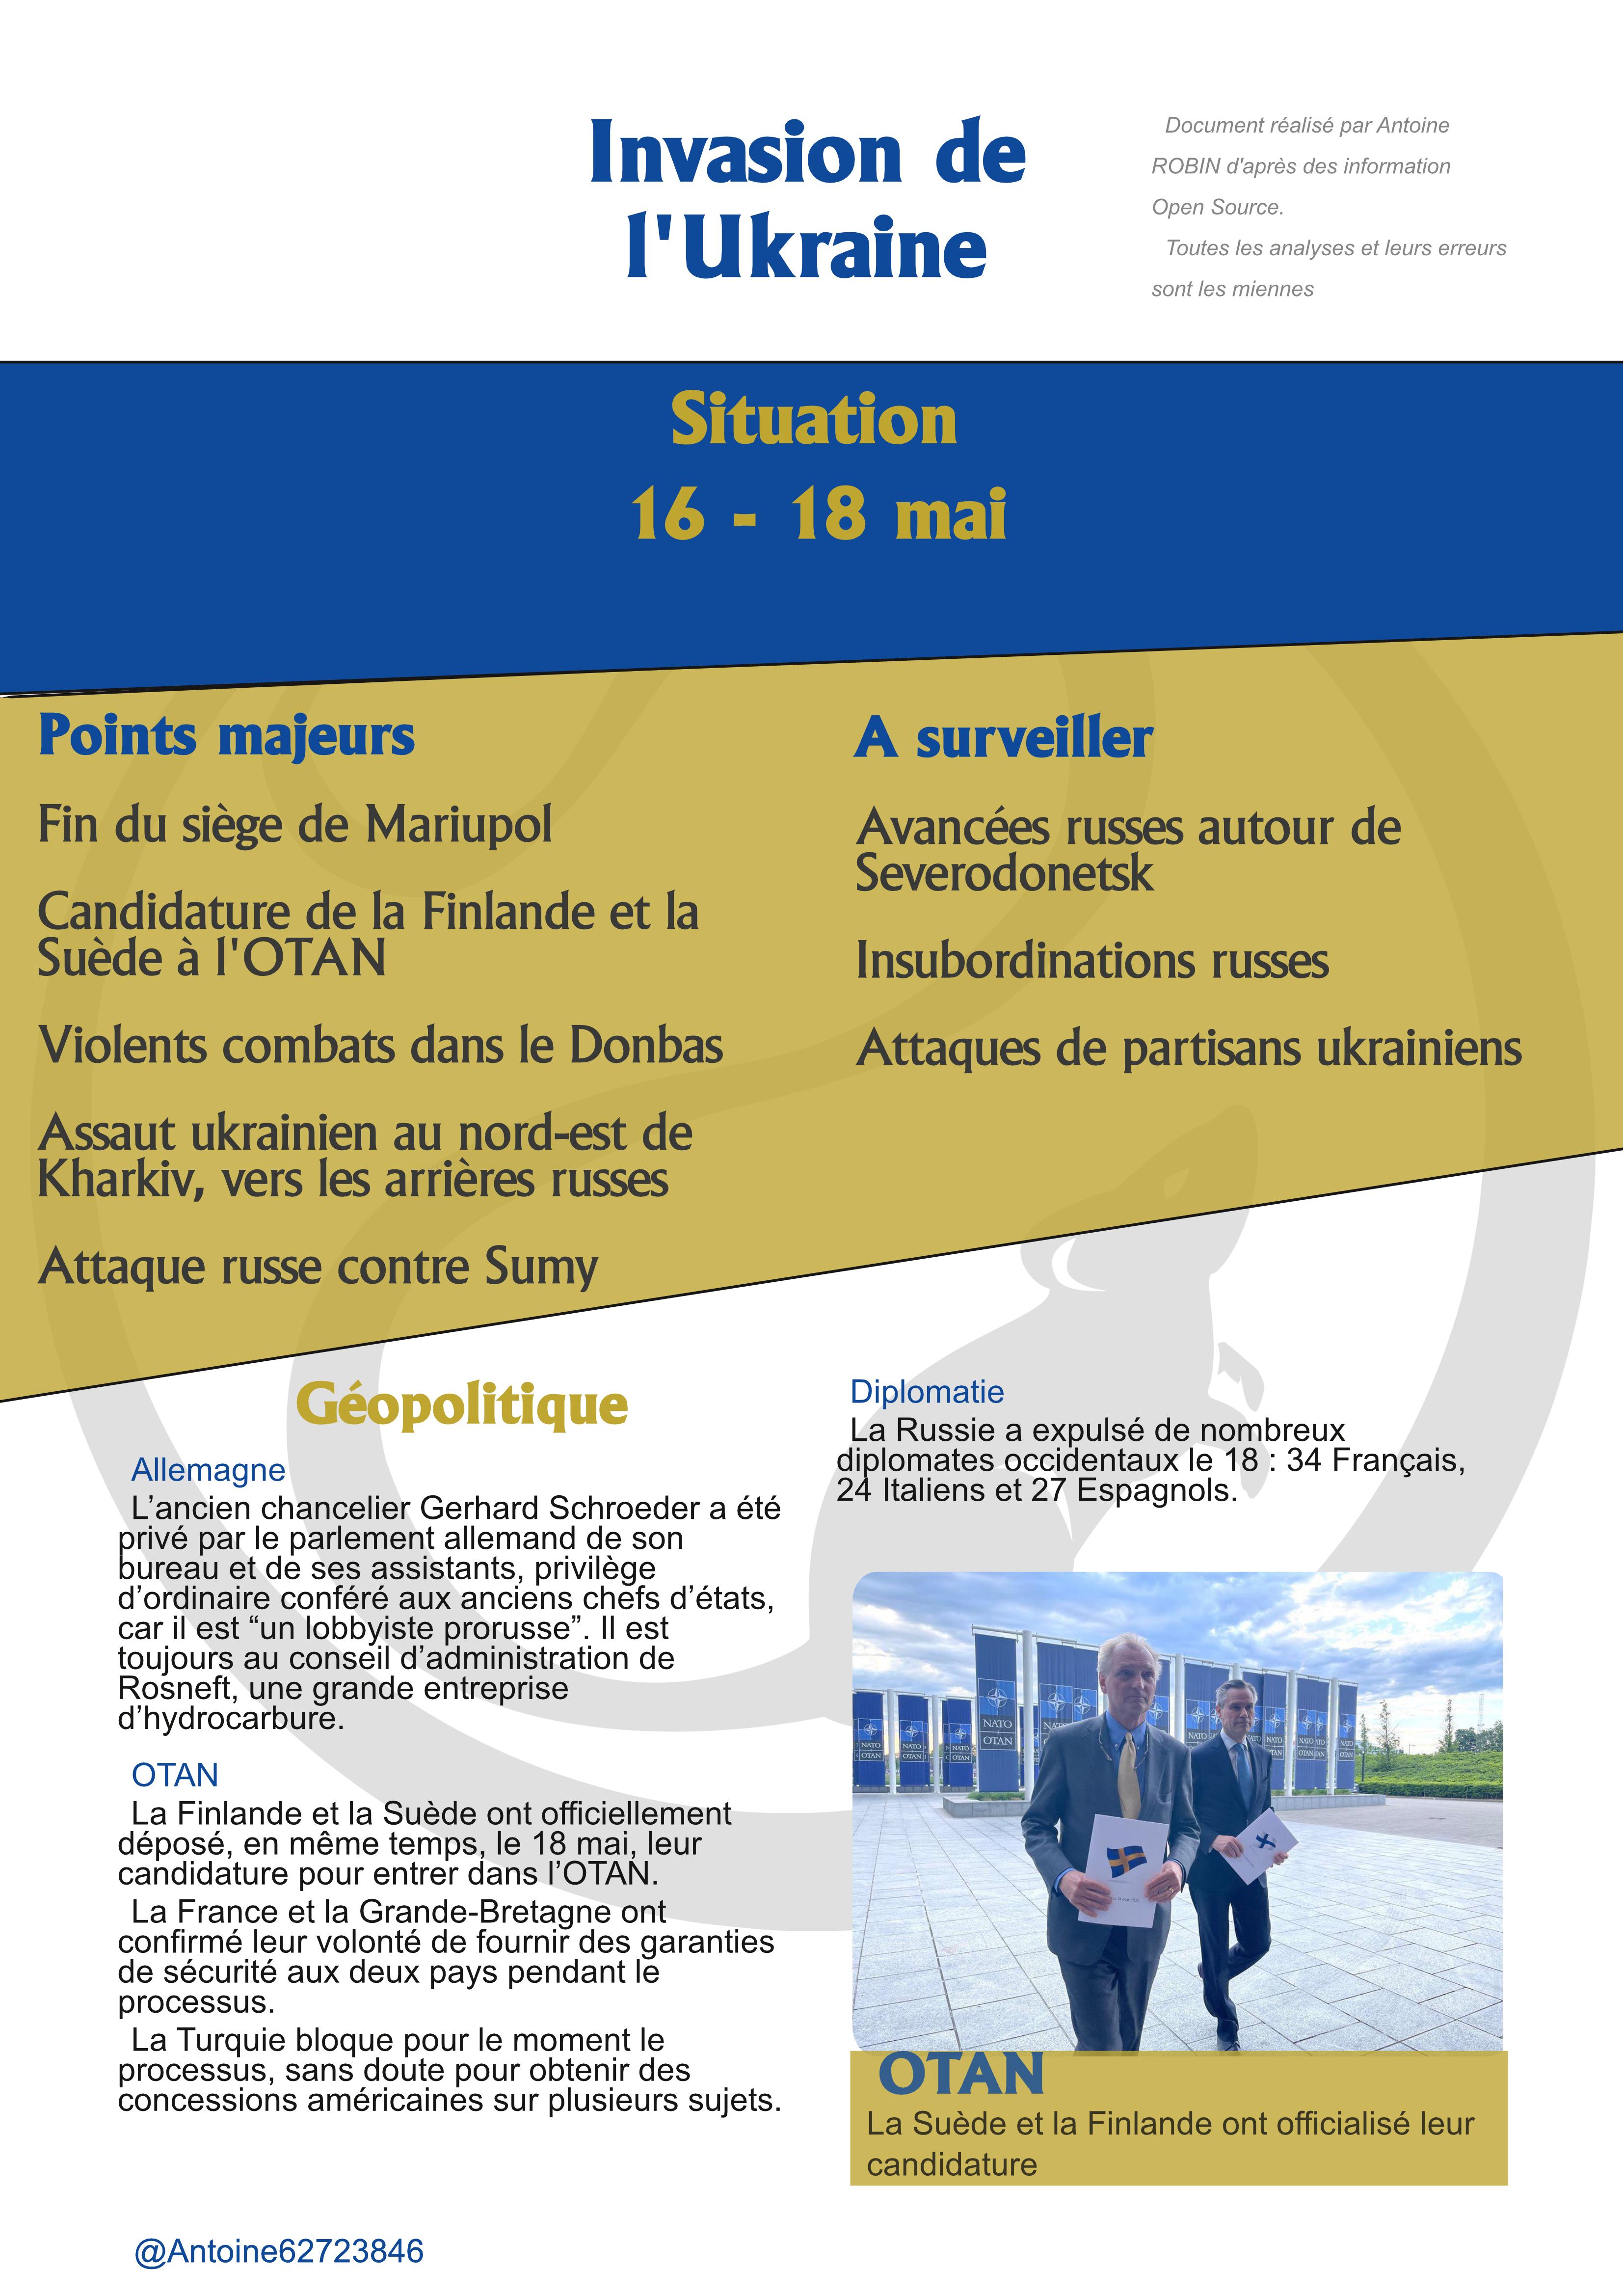 Invasion de
l'Ukraine
Document réalisé par Antoine
ROBIN d'après des information
Open Source.
Toutes les analyses et leurs erreurs
sont les miennes
Situation
16 - 18 mai
Points majeurs
Fin du siège de Mariupol
Candidature de la Finlande et la
Suède à l'OTAN
Violents combats dans le Donbas
Assaut ukrainien au nord-est de
Kharkiv, vers les arrières russes
Attaque russe contre Sumy
A surveiller
Avancées russes autour de
Severodonetsk
Insubordinations russes
Attaques de partisans ukrainiens
Géopolitique
Allemagne
L’ancien chancelier Gerhard Schroeder a été
privé par le parlement allemand de son
bureau et de ses assistants, privilège
d’ordinaire conféré aux anciens chefs d’états,
car il est “un lobbyiste prorusse”. Il est
toujours au conseil d’administration de
Rosneft, une grande entreprise
d’hydrocarbure.
OTAN
La Finlande et la Suède ont officiellement
déposé, en même temps, le 18 mai, leur
candidature pour entrer dans l’OTAN.
La France et la Grande-Bretagne ont
confirmé leur volonté de fournir des garanties
de sécurité aux deux pays pendant le
processus.
La Turquie bloque pour le moment le
processus, sans doute pour obtenir des
concessions américaines sur plusieurs sujets.
Diplomatie
La Russie a expulsé de nombreux
diplomates occidentaux le 18 : 34 Français,
24 Italiens et 27 Espagnols.
NATO
OTAN
NATO
OTAN
NATO
OTAN
NATO
OTAN
OTAN
La Suède et la Finlande ont officialisé leur
candidature
@Antoine62723846